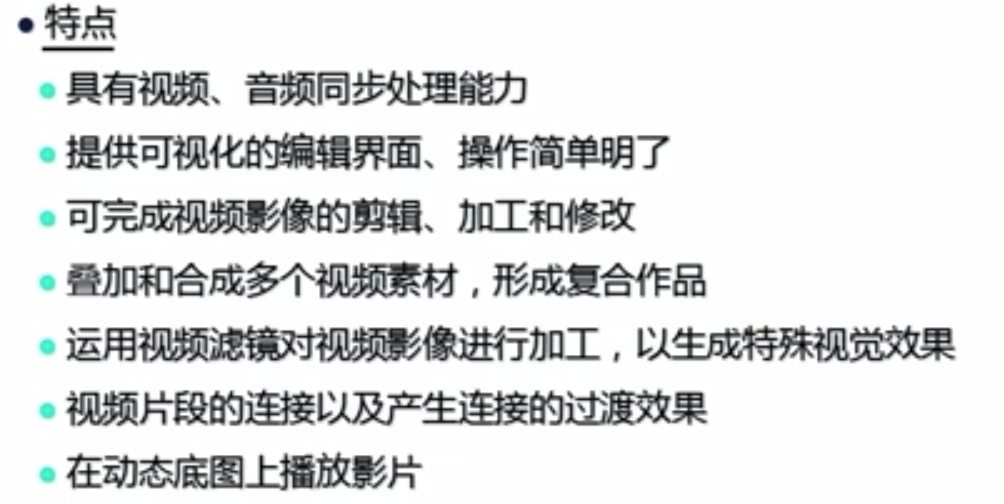 特点
具有视频、音频同步处理能力
提供可视化的编辑界面、操作简单明了
可完成视频影像的剪辑、加工和修改
叠加和合成多个视频素材，形成复合作品
运用视频滤镜对视频影像进行加工，以生成特殊视觉效果
视频片段的连接以及产生连接的过渡效果
在动态底图上播放影片